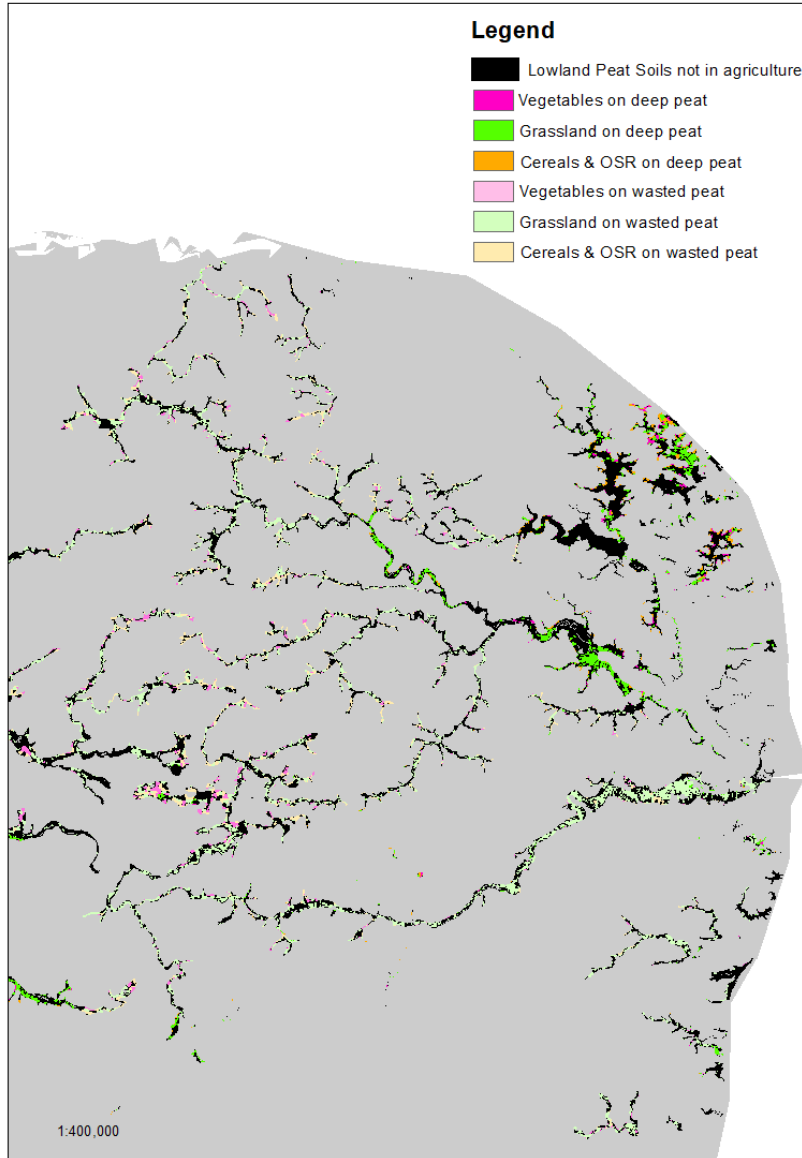 Legend
Lowland Peat Soils not in agriculture
Vegetables on deep peat
Grassland on deep peat
Cereals & OSR on deep peat
Vegetables on wasted peat
Grassland on wasted peat
Cereals & OSR on wasted peat
1:400,000